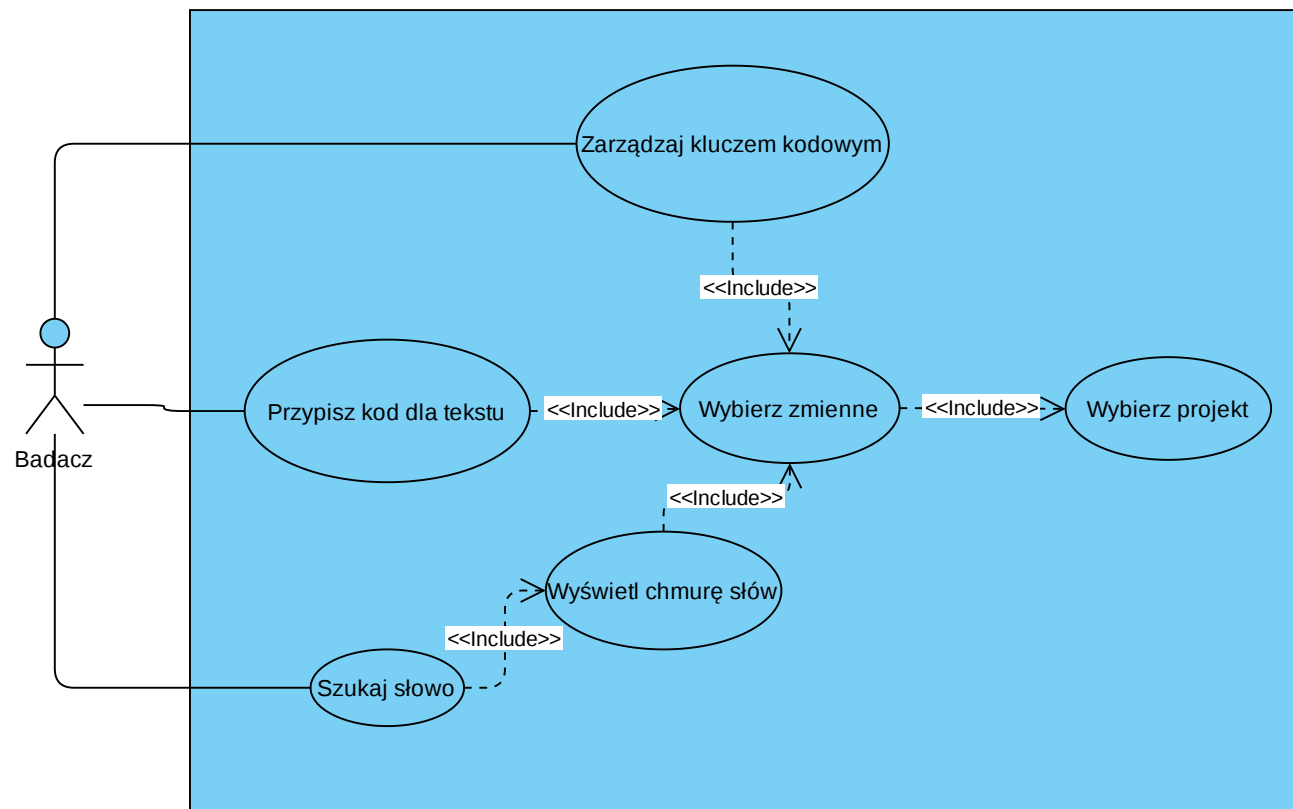 Zarządzaj kluczem kodowym
<<Include>>
Przypisz kod dla tekstu
<<Include>>
Wybierz zmienne
<<Include>>
Wybierz projekt
Badacz
<<Include>>
Wyświetl chmurę słów
<<Include>>
Szukaj słowo